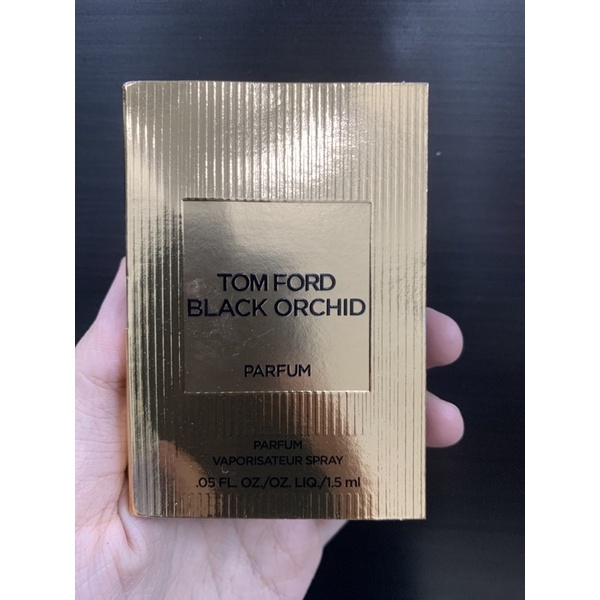 TOM FORD
BLACK ORCHID
PARFUM
PARFUM
VAPORISATEUR SPRAY
.05 FL. OZ./OZ. LIQ./1.5 ml